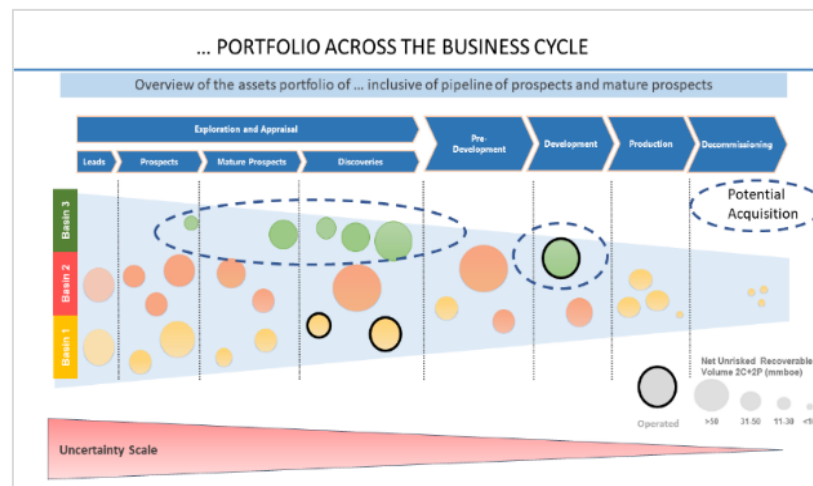 ... PORTFOLIO ACROSS THE BUSINESS CYCLE
Overview of the assets portfolio of ... inclusive of pipeline of prospects and mature prospects
Exploration and Appraisal
Pre-
Development
Development
Production
Decommissioning
Leads
Prospects
Mature Prospects
Discoveries
Potential
Acquisition
Basin 3
Basin 2
Basin 1
Net Unrisked Recoverable
Volume 2C+2P (mmboe)
Operated
>50
31-50
11-30
Uncertainty Scale